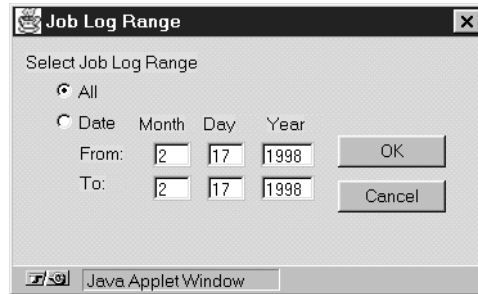 Job Log Range
Select Job Log Range
All
Date Month Day Year
From: 2 17 1998
To: 2 17 1998
OK
Cancel
Java Applet Window